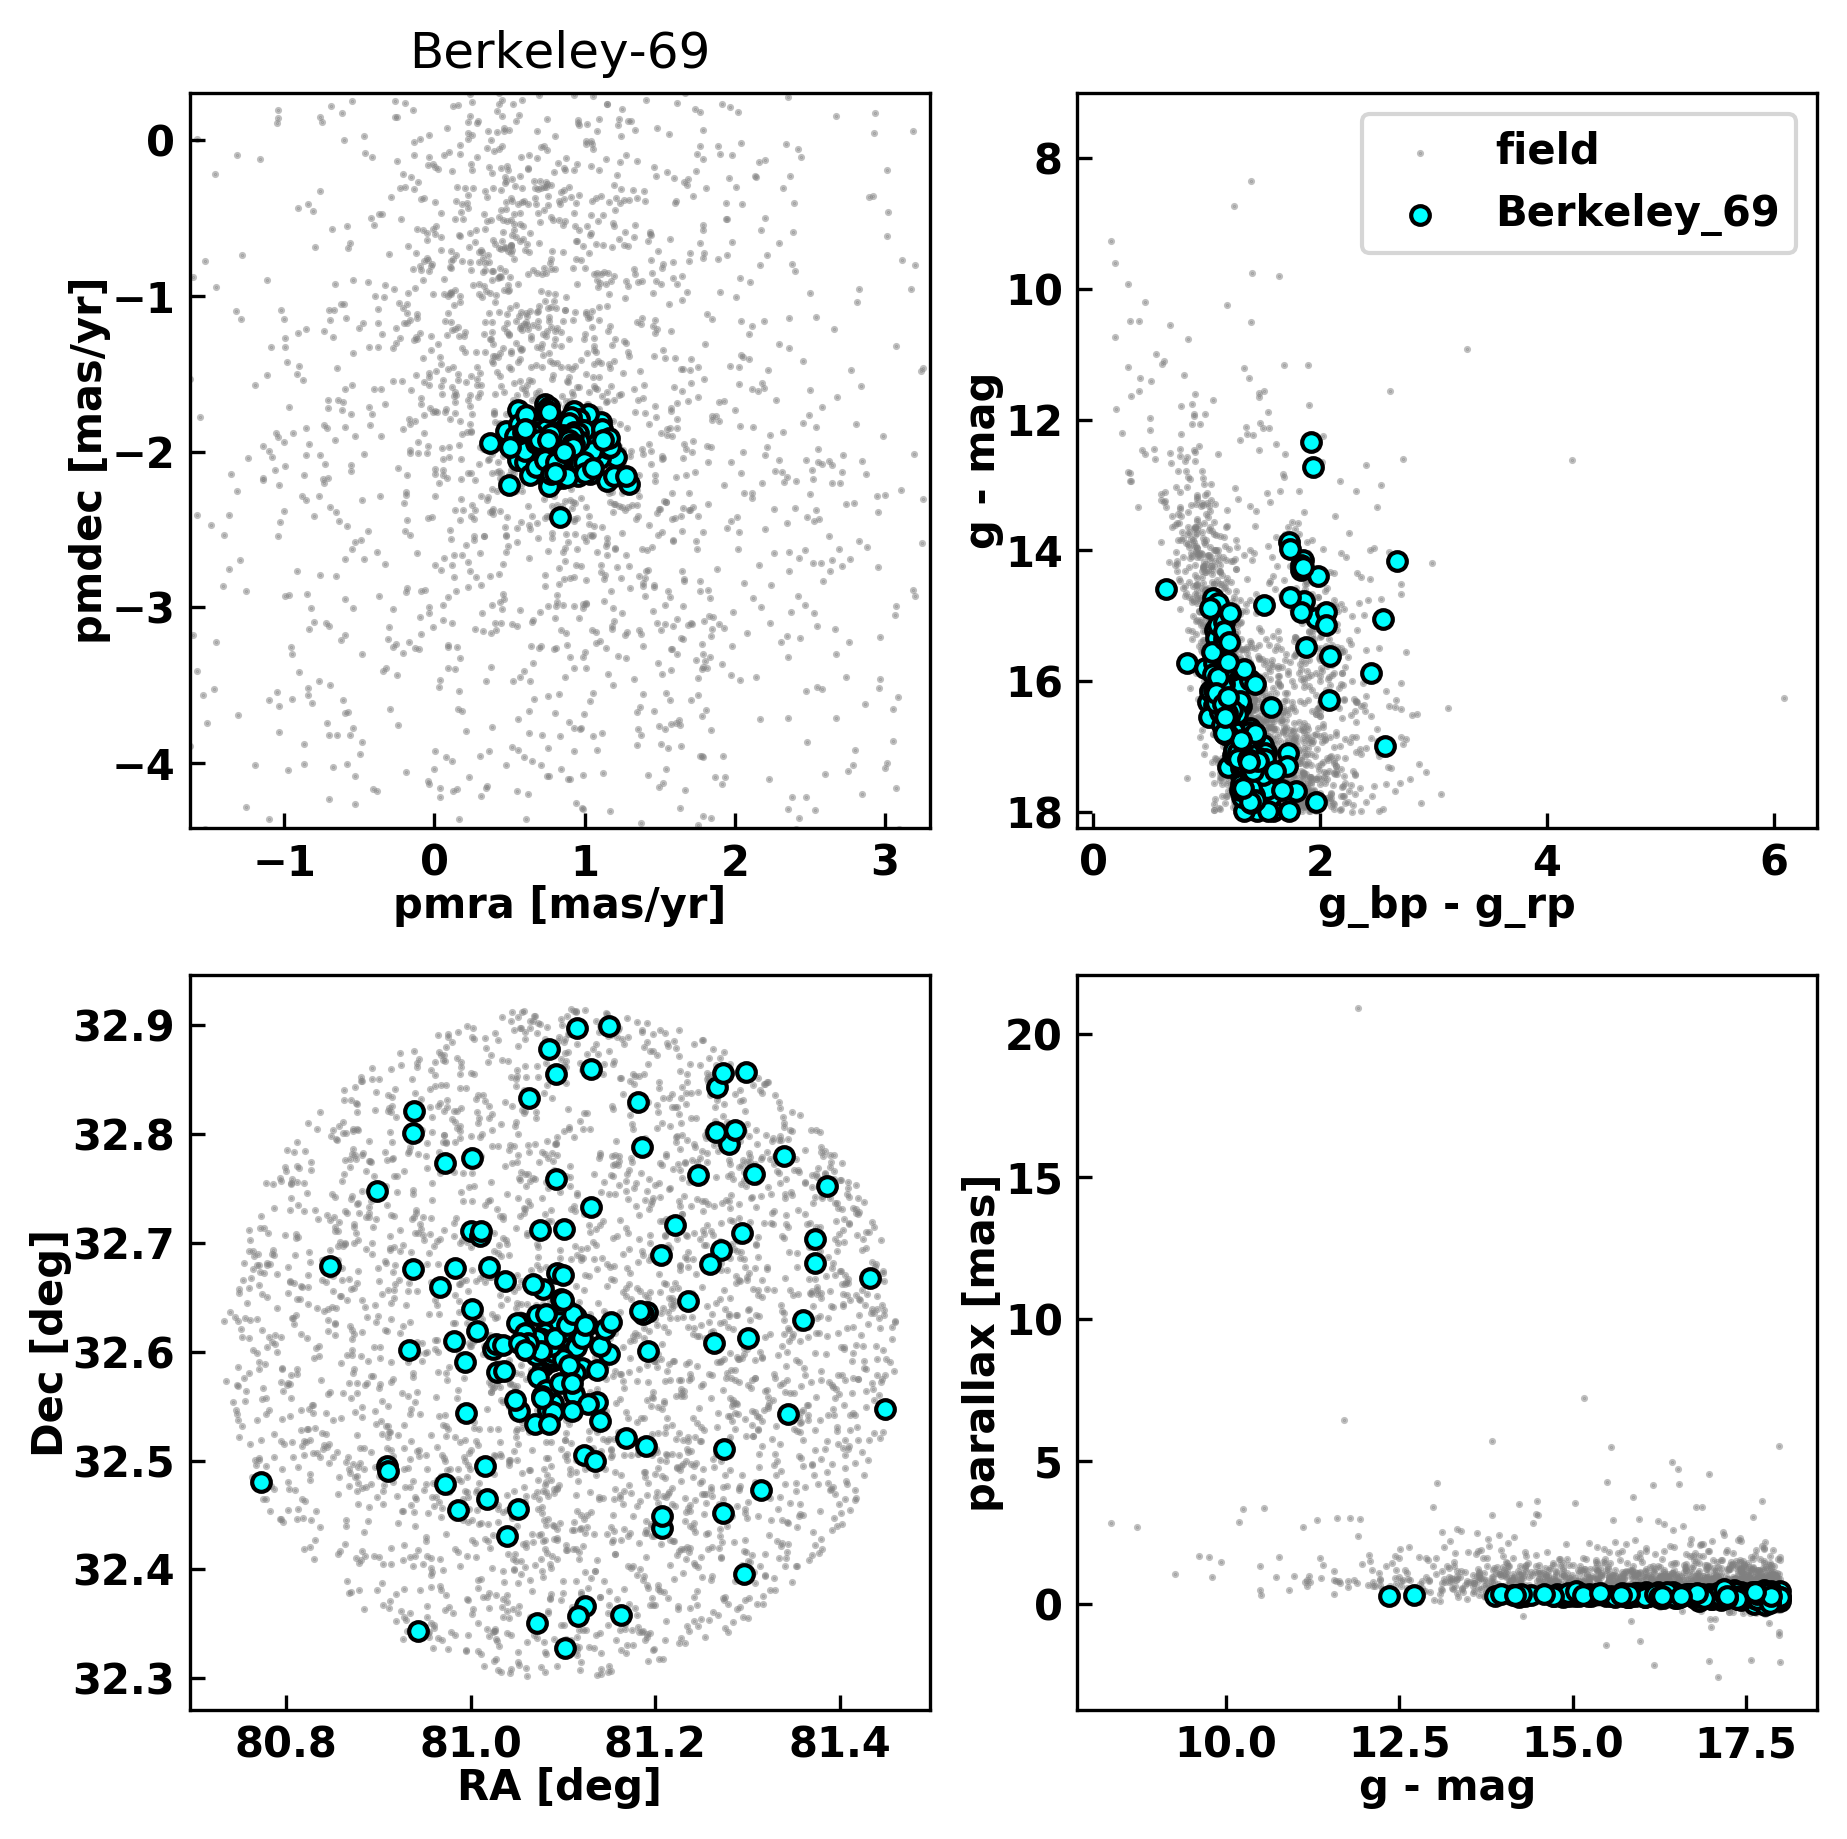 Berkeley-69
0
−1
−2
−3
−4
pmdec [mas/yr]
−1 0 1 2 3
pmra [mas/yr]
field
Berkeley_69
8
10
12
14
16
18
g - mag
0 2 4 6
g_bp - g_rp
32.9
32.8
32.7
32.6
32.5
32.4
32.3
Dec [deg]
80.8 81.0 81.2 81.4
RA [deg]
20
15
10
5
0
parallax [mas]
10.0 12.5 15.0 17.5
g - mag